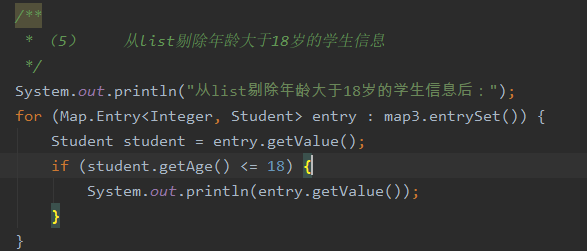 /**
 * （5）     从list剔除年龄大于18岁的学生信息
 */
System.out.println("从list剔除年龄大于18岁的学生信息后：");
for (Map.Entry<Integer, Student> entry : map3.entrySet()) {
    Student student = entry.getValue();
    if (student.getAge() <= 18) {
        System.out.println(entry.getValue());
    }
}